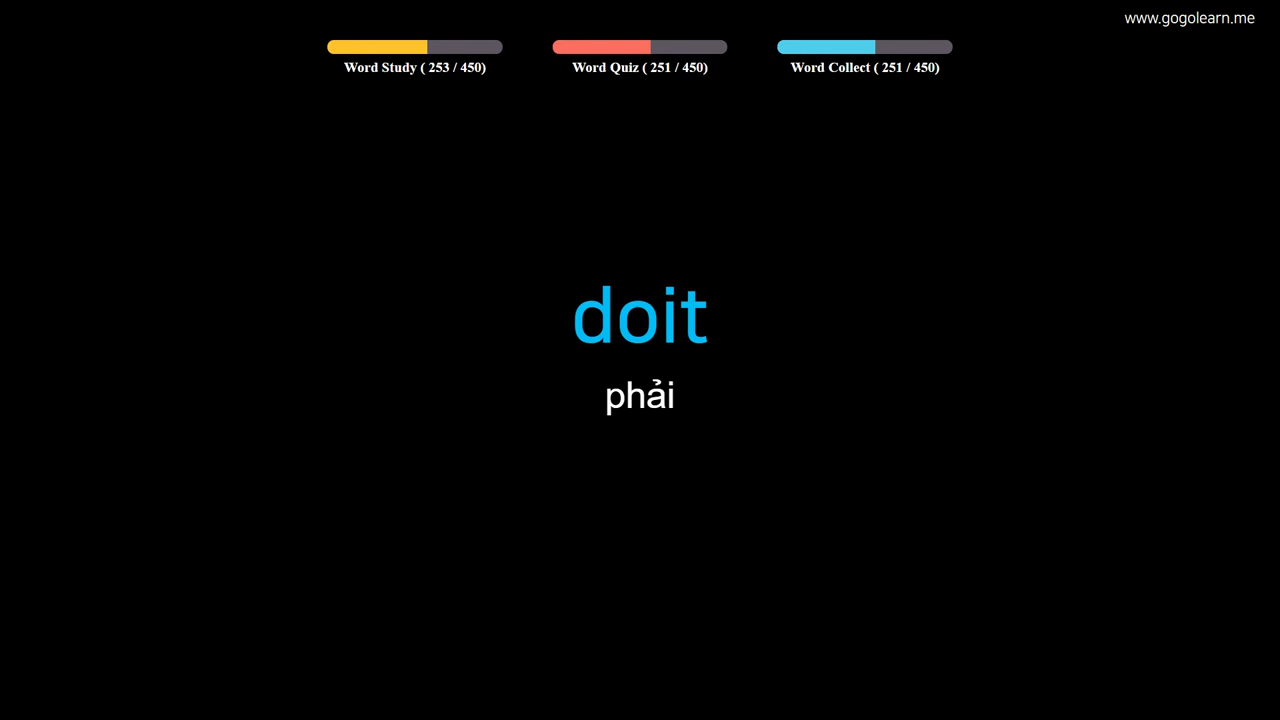 www.gogolearn.me
Word Study ( 253 / 450)
Word Quiz ( 251 / 450)
Word Collect ( 251 / 450)
doit
phải